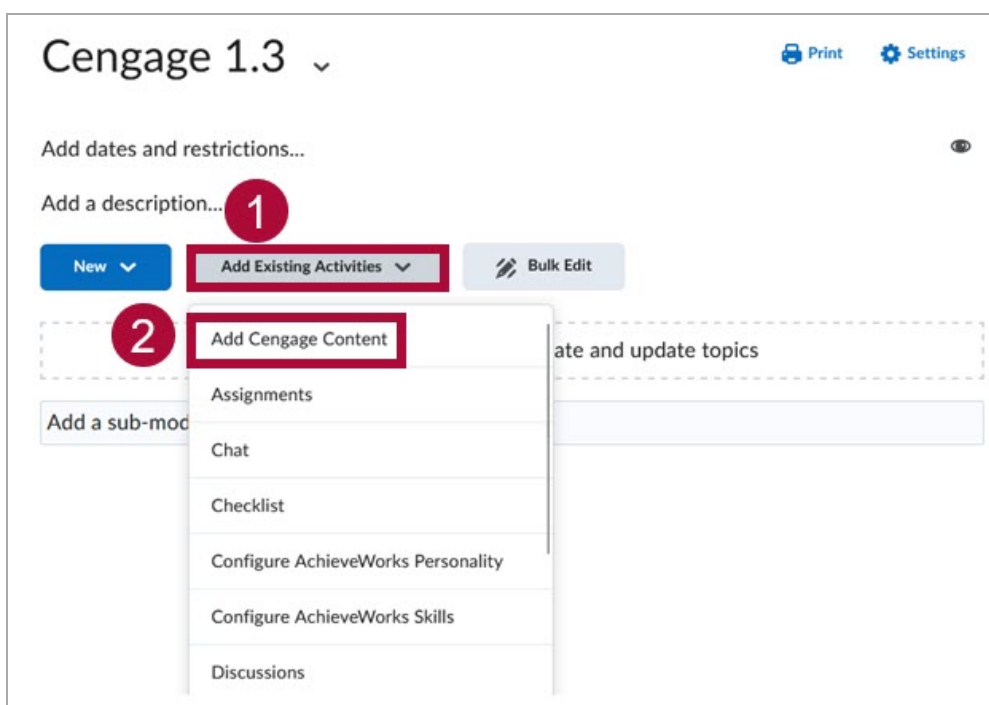 Cengage 1.3
Print
Settings
Add dates and restrictions...
Add a description...
1
New
Add Existing Activities
Bulk Edit
2
Add Cengage Content
ate and update topics
Assignments
Add a sub-mod
Chat
Checklist
Configure AchieveWorks Personality
Configure AchieveWorks Skills
Discussions